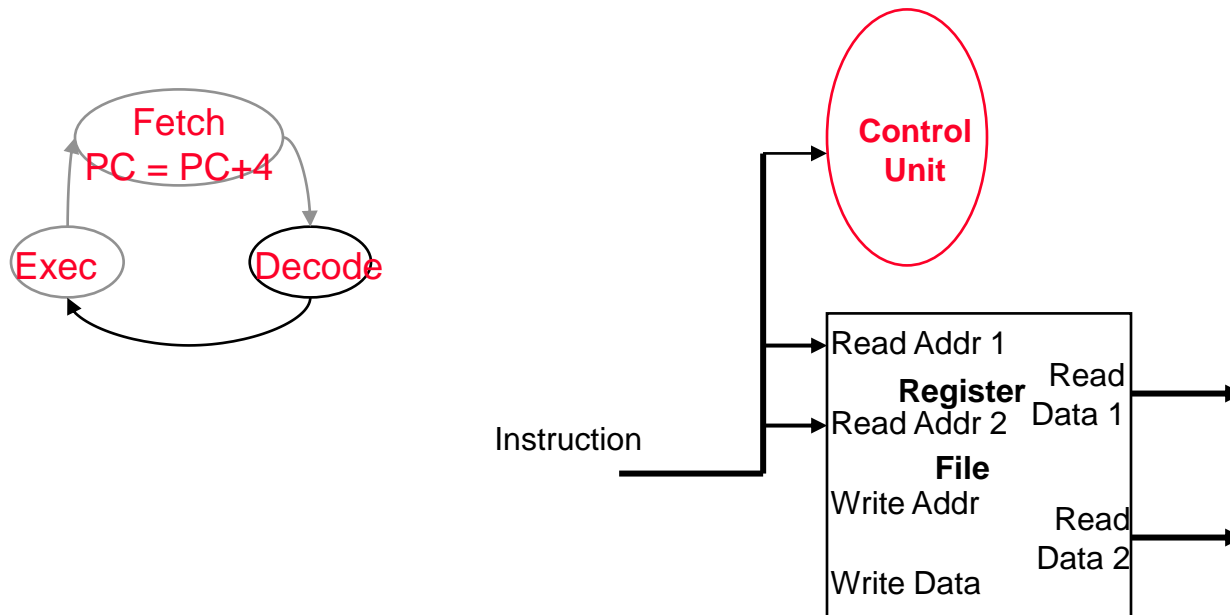 Fetch
PC = PC+4
Exec
Decode
Control
Unit
Instruction
Read Addr 1
Register
Read Addr 2
File
Write Addr
Write Data
Read
Data 1
Read
Data 2